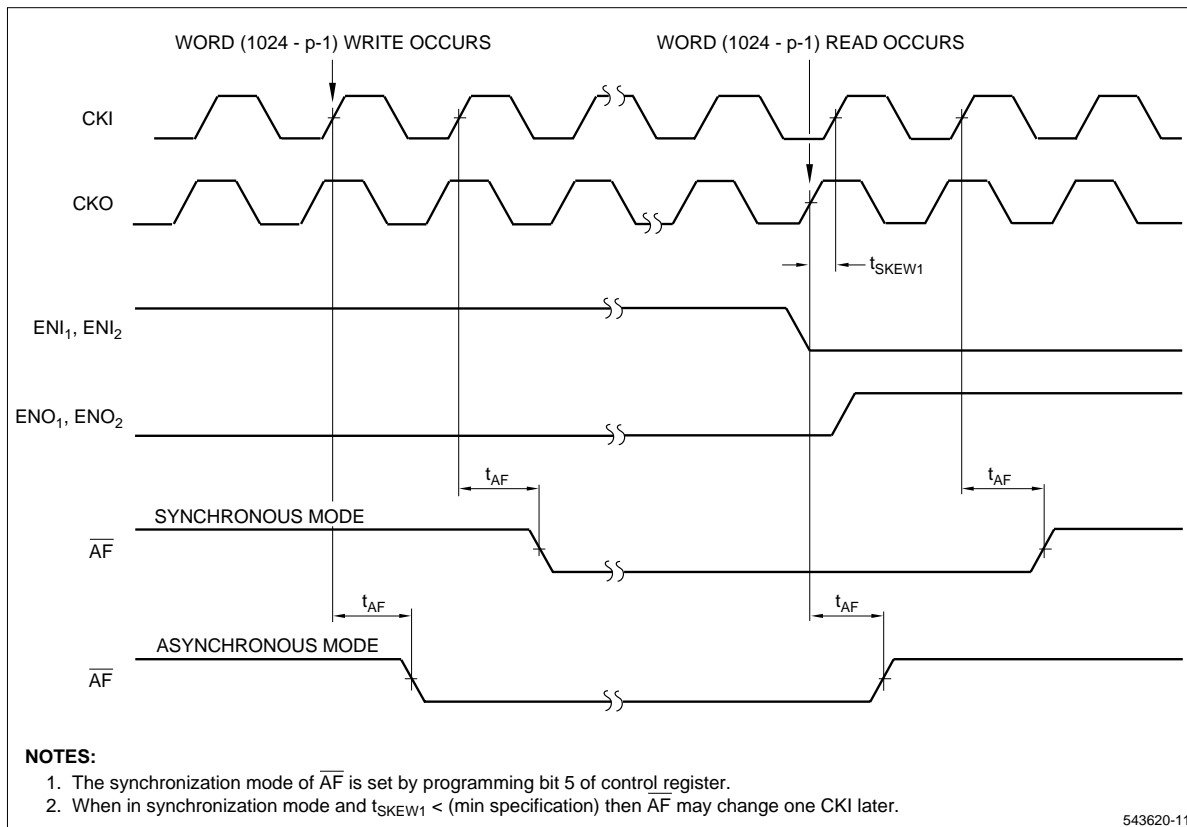 WORD (1024 - p-1) WRITE OCCURS
WORD (1024 - p-1) READ OCCURS
CKI
CKO
tSKEW1
ENI1, ENI2
ENO1, ENO2
tAF
tAF
SYNCHRONOUS MODE
AF
tAF
tAF
ASYNCHRONOUS MODE
AF
NOTES:
1. The synchronization mode of AF is set by programming bit 5 of control register.
2. When in synchronization mode and tSKEW1 < (min specification) then AF may change one CKI later.
543620-11